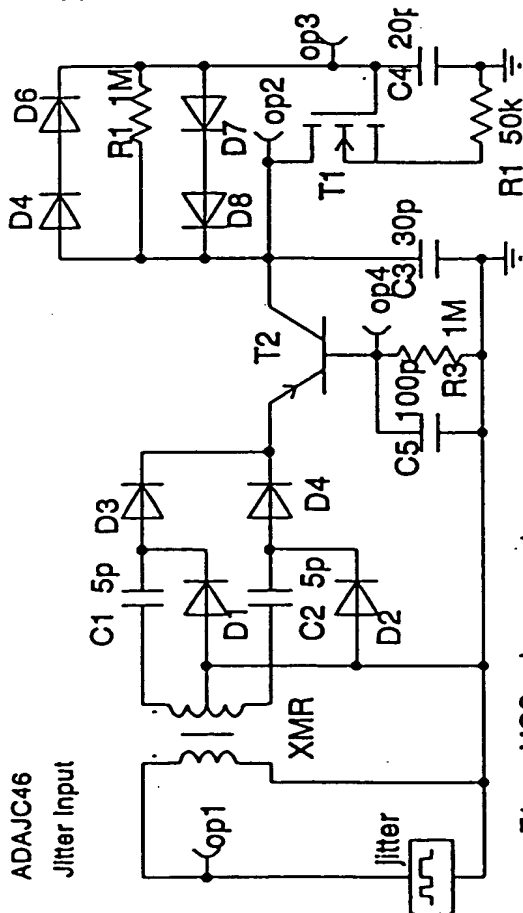 ADAJC46
Jitter Input
op1
jitter
XMR
C1
5p
D3
D1
C2
5p
D4
D2
T2
C5
100p
R3
1M
op4
C3
30p
D4
D6
R1
1M
D8
D7
op2
op3
T1
C4
20p
R1
50k